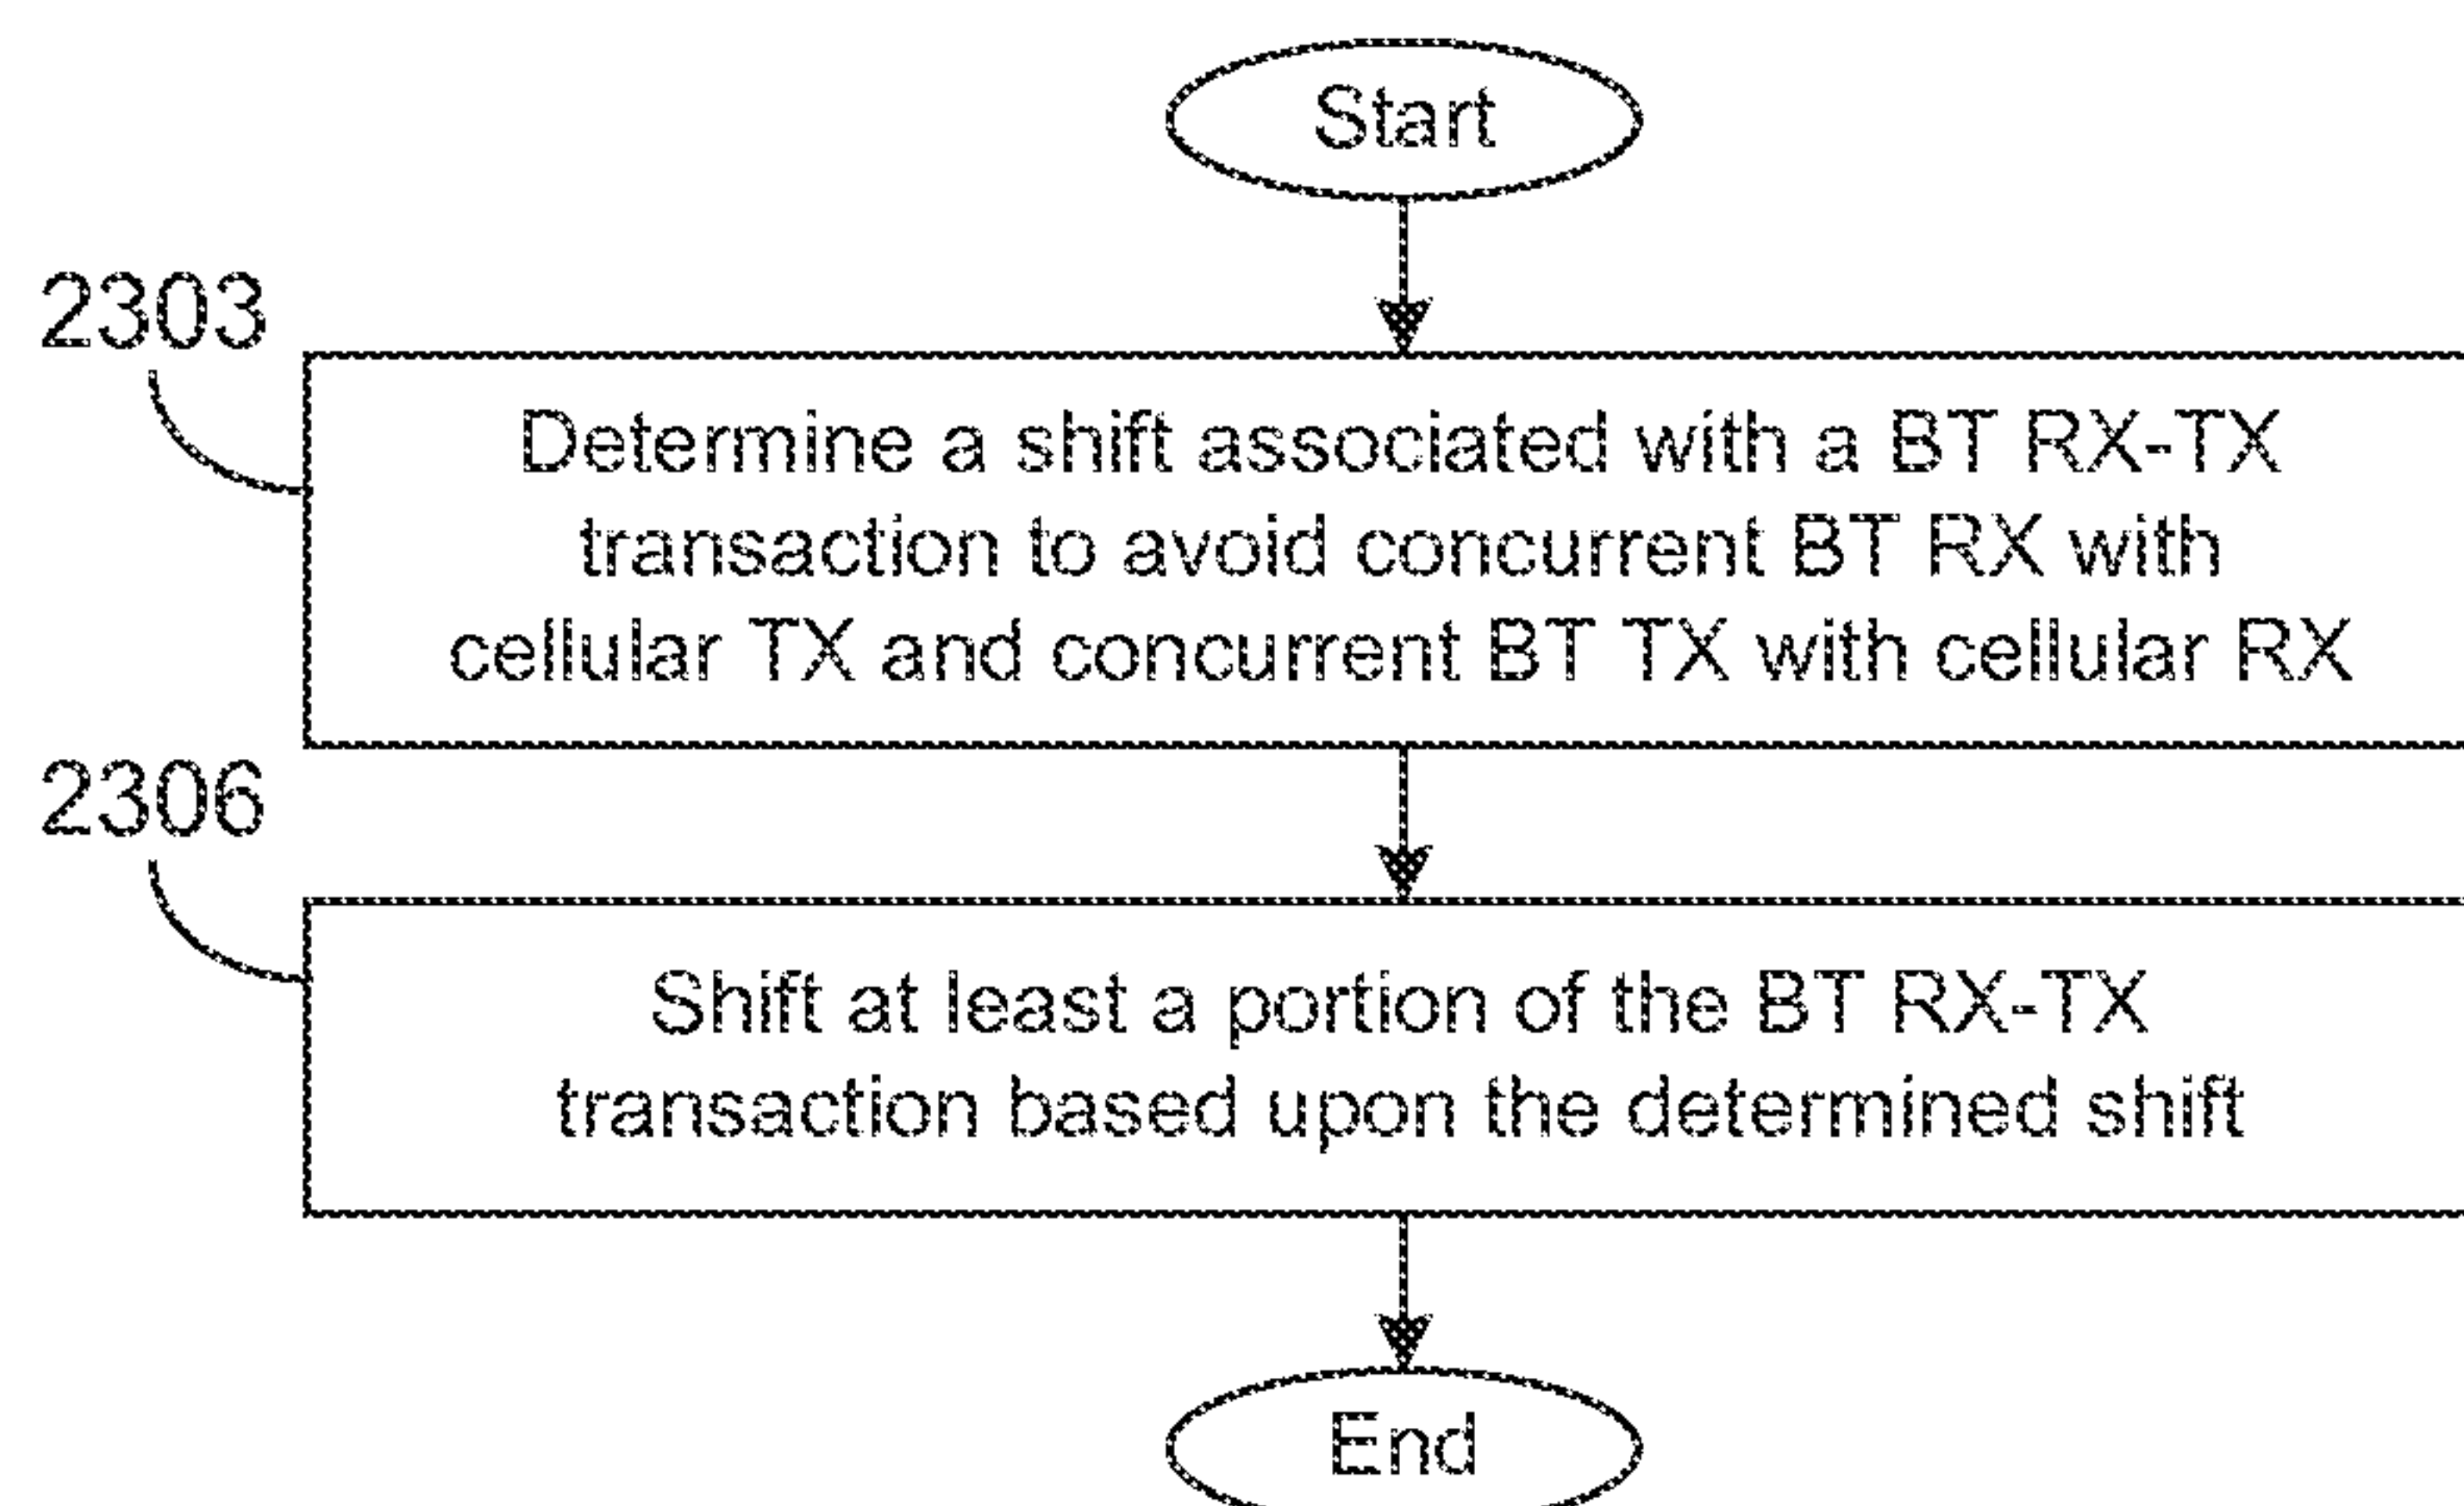 Start
2303
Determine a shift associated with a BT RX-TX
transaction to avoid concurrent BT RX with
cellular TX and concurrent BT TX with cellular RX
2306
Shift at least a portion of the BT RX-TX
transaction based upon the determined shift
End